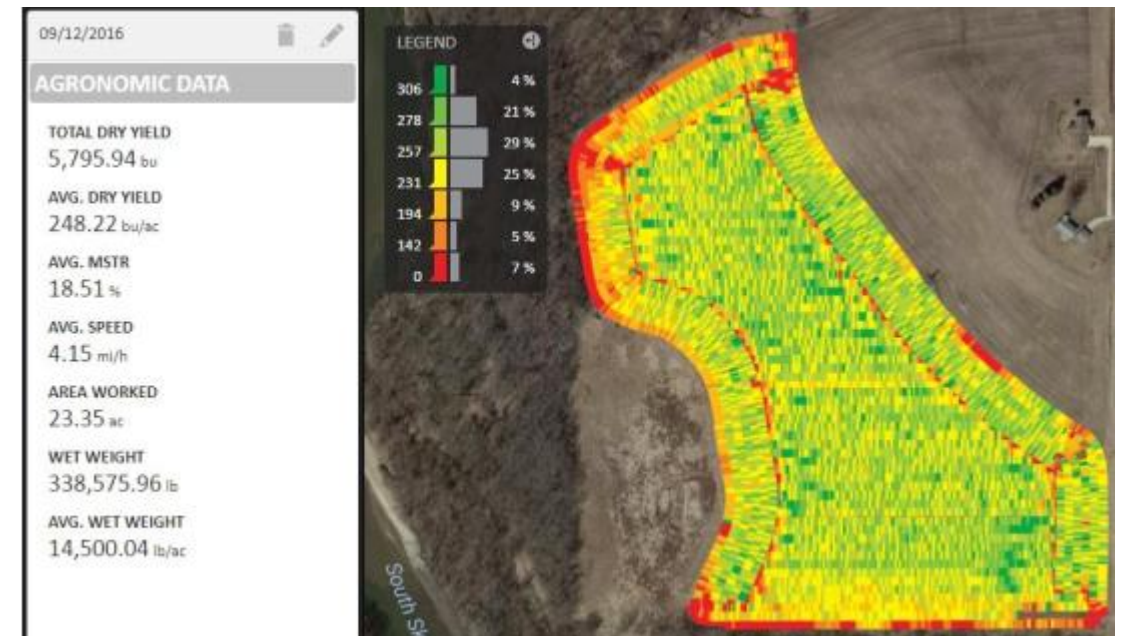 09/12/2016
AGRONOMIC DATA
TOTAL DRY YIELD
5,795.94 bu
AVG. DRY YIELD
248.22 bu/ac
AVG. MSTR
18.51 %
AVG. SPEED
4.15 mi/h
AREA WORKED
23.35 ac
WET WEIGHT
338,575.96 lb
AVG. WET WEIGHT
14,500.04 lb/ac
LEGEND
4 %
306
21 %
278
29 %
257
25 %
231
9 %
194
5 %
142
7 %
0
South